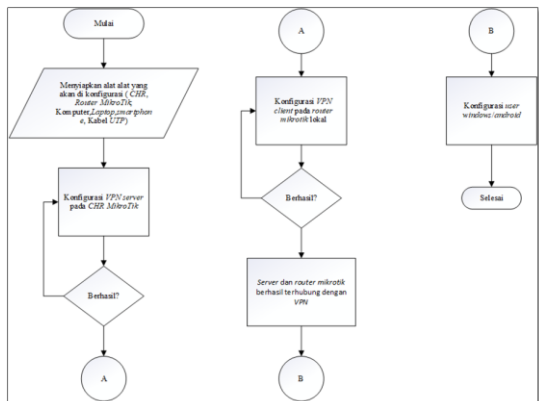 Mulai
Menyiapkan alat alat yang
akan di konfigurasi ( CHR,
Roster MikroTik,
Komputer,Laptop,smartphon
e, Kabel UTP)
Konfigurasi VPN server
pada CHR MikroTik
Berhasil?
A
A
Konfigurasi VPN
client pada roster
mikrotik lokal
Berhasil?
Server dan router mikrotik
berhasil terhubung dengan
VPN
B
B
Konfigurasi user
windows/android
Selesai